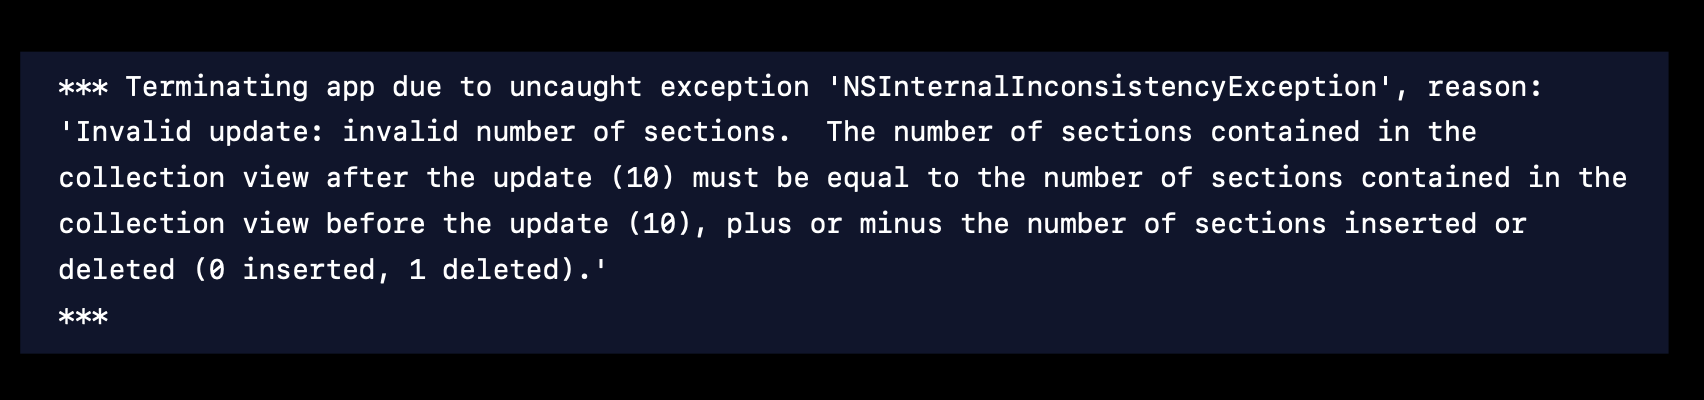 *** Terminating app due to uncaught exception 'NSInternalInconsistencyException', reason:
'Invalid update: invalid number of sections.  The number of sections contained in the
collection view after the update (10) must be equal to the number of sections contained in the
collection view before the update (10), plus or minus the number of sections inserted or
deleted (0 inserted, 1 deleted).'
***